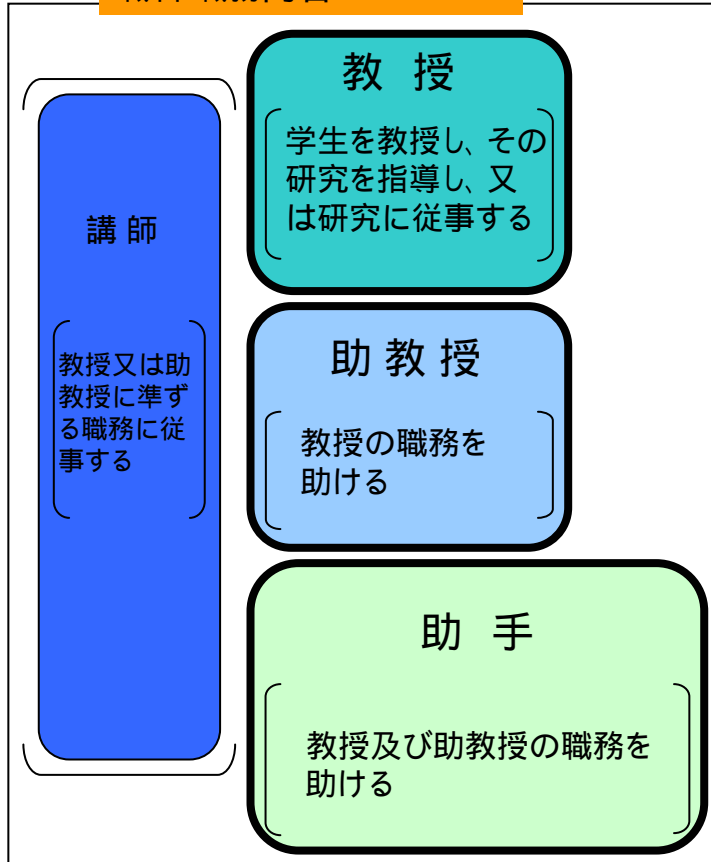 教 授
学生を教授し、その
研究を指導し、又
は研究に従事する
講 師
教授又は助
教授に準ず
る職務に従
事する
助 教 授
教授の職務を
助ける
助 手
教授及び助教授の職務を
助ける